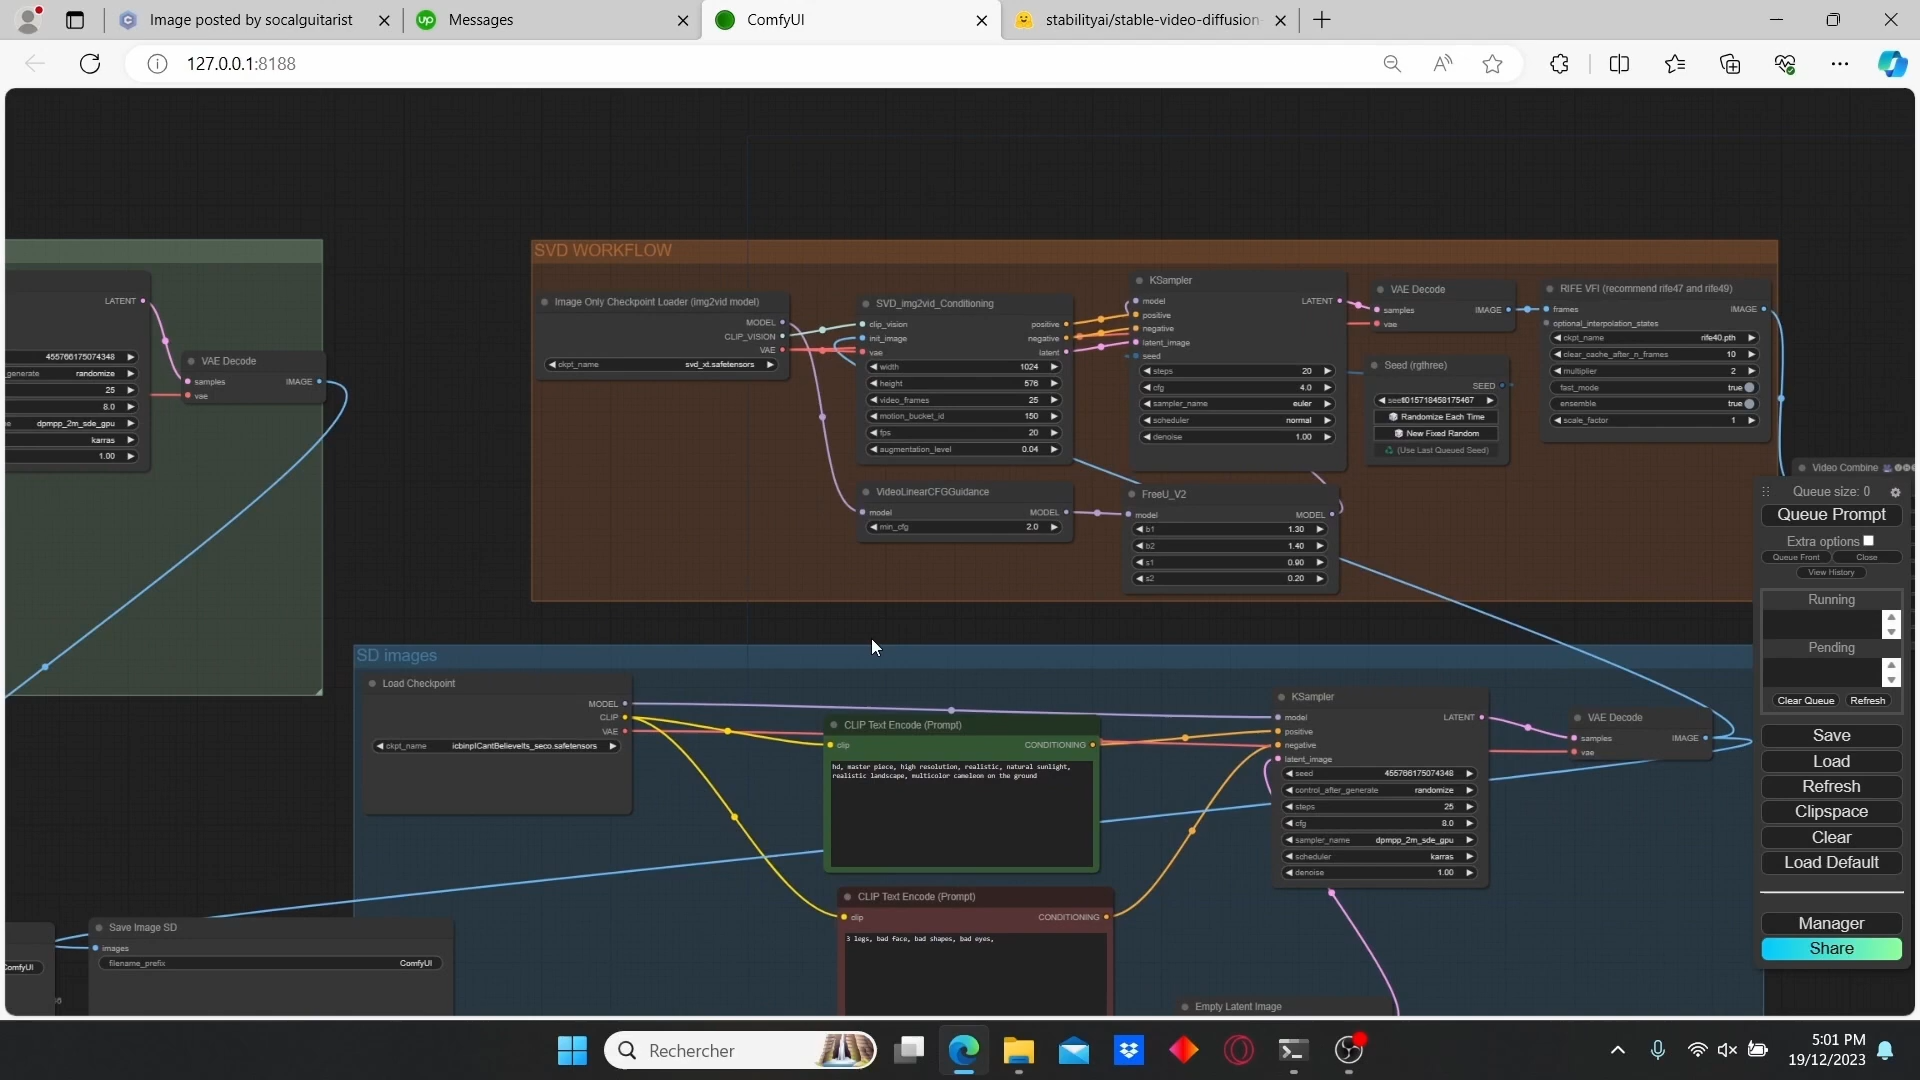 Image posted by socalguitarist
Messages
ComfyUI
stabilityai/stable-video-diffusion-
127.0.0.1:8188
SVD WORKFLOW
LATENT
455766175074348
generate randomize
25
8.0
dpmpp_2m_sde_gpu
karras
1.00
VAE Decode
samples IMAGE
vae
Image Only Checkpoint Loader (img2vid model)
MODEL
CLIP_VISION
VAE
ckpt_name svd_xt.safetensors
SVD_img2vid_Conditioning
clip_vision positive
init_image negative
vae latent
width 1024
height 576
video_frames 25
motion_bucket_id 150
fps 20
augmentation_level 0.04
VideoLinearCFGGuidance
model MODEL
min_cfg 2.0
KSampler
model LATENT
positive
negative
latent_image
seed
steps 20
cfg 4.0
sampler_name euler
scheduler normal
denoise 1.00
FreeU_V2
model MODEL
b1 1.30
b2 1.40
s1 0.90
s2 0.20
VAE Decode
samples IMAGE
vae
Seed (rgthree)
SEED
Randomize Each Time
New Fixed Random
(Use Last Queued Seed)
RIFE VFI (recommend rife47 and rife49)
frames IMAGE
optional_interpolation_states
ckpt_name rife40.pth
clear_cache_after_n_frames 10
multiplier 2
fast_mode true
ensemble true
scale_factor 1
Video Combine
Queue size: 0
Queue Prompt
Extra options
Queue Front Close
View History
Running
Pending
Clear Queue Refresh
Save
Load
Refresh
Clipspace
Clear
Load Default
Manager
Share
SD images
Load Checkpoint
MODEL
CLIP
VAE
ckpt_name icbinpICantBelieveIts_seco.safetensors
CLIP Text Encode (Prompt)
clip CONDITIONING
hd, master piece, high resolution, realistic, natural sunlight,
realistic landscape, multicolor cameleon on the ground
CLIP Text Encode (Prompt)
clip CONDITIONING
3 legs, bad face, bad shapes, bad eyes,
KSampler
model LATENT
positive
negative
latent_image
seed 455766175074348
control_after_generate randomize
steps 25
cfg 8.0
sampler_name dpmpp_2m_sde_gpu
scheduler karras
denoise 1.00
VAE Decode
samples IMAGE
vae
Empty Latent Image
ComfyUI
Save Image SD
images
filename_prefix ComfyUI
Rechercher
5:01 PM
19/12/2023